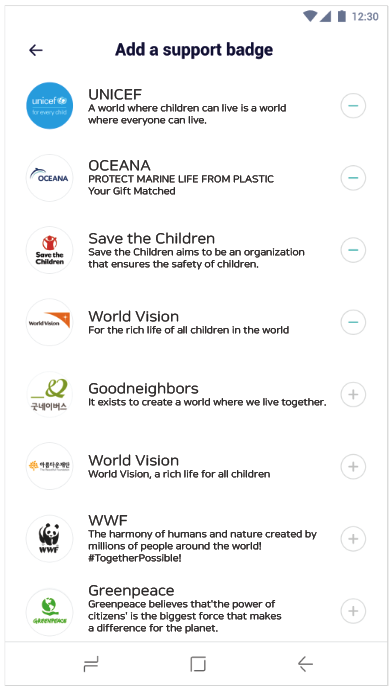 12:30
Add a support badge
unicef
for every child
UNICEF
A world where children can live is a world
where everyone can live.
OCEANA
OCEANA
PROTECT MARINE LIFE FROM PLASTIC
Your Gift Matched
Save the
Children
Save the Children
Save the Children aims to be an organization
that ensures the safety of children.
World Vision
World Vision
For the rich life of all children in the world
굿네이버스
Goodneighbors
It exists to create a world where we live together.
아름다운재단
World Vision
World Vision, a rich life for all children
WWF
WWF
The harmony of humans and nature created by
millions of people around the world!
#TogetherPossible!
GREENPEACE
Greenpeace
Greenpeace believes that'the power of
citizens' is the biggest force that makes
a difference for the planet.